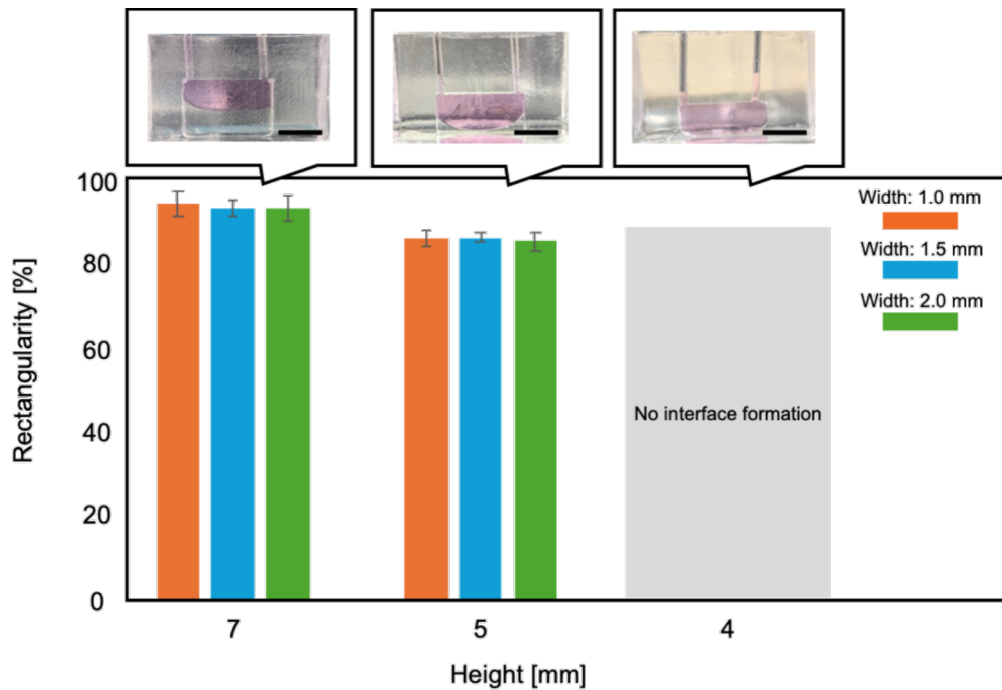 100
80
60
40
20
0
Rectangularity [%]
Width: 1.0 mm
Width: 1.5 mm
Width: 2.0 mm
No interface formation
7
5
4
Height [mm]